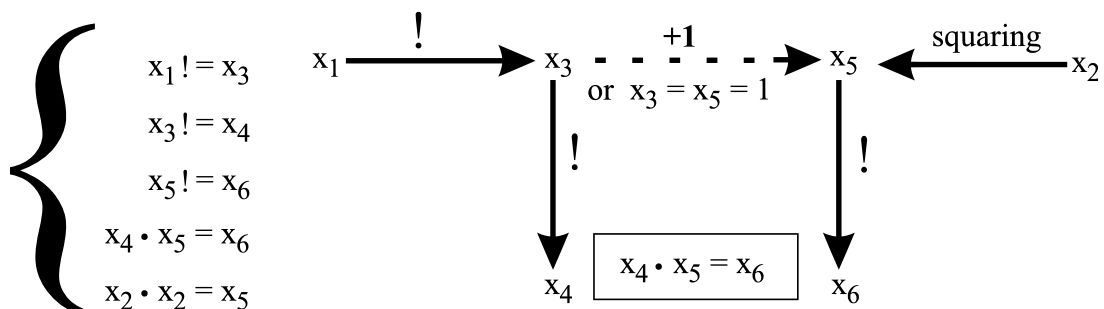 x₁! = x₃
x₃! = x₄
x₅! = x₆
x₄ · x₅ = x₆
x₂ · x₂ = x₅
x₁ ! x₃ +1 x₅ squaring x₂
or x₃ = x₅ = 1
! !
x₄ · x₅ = x₆
x₄ x₆